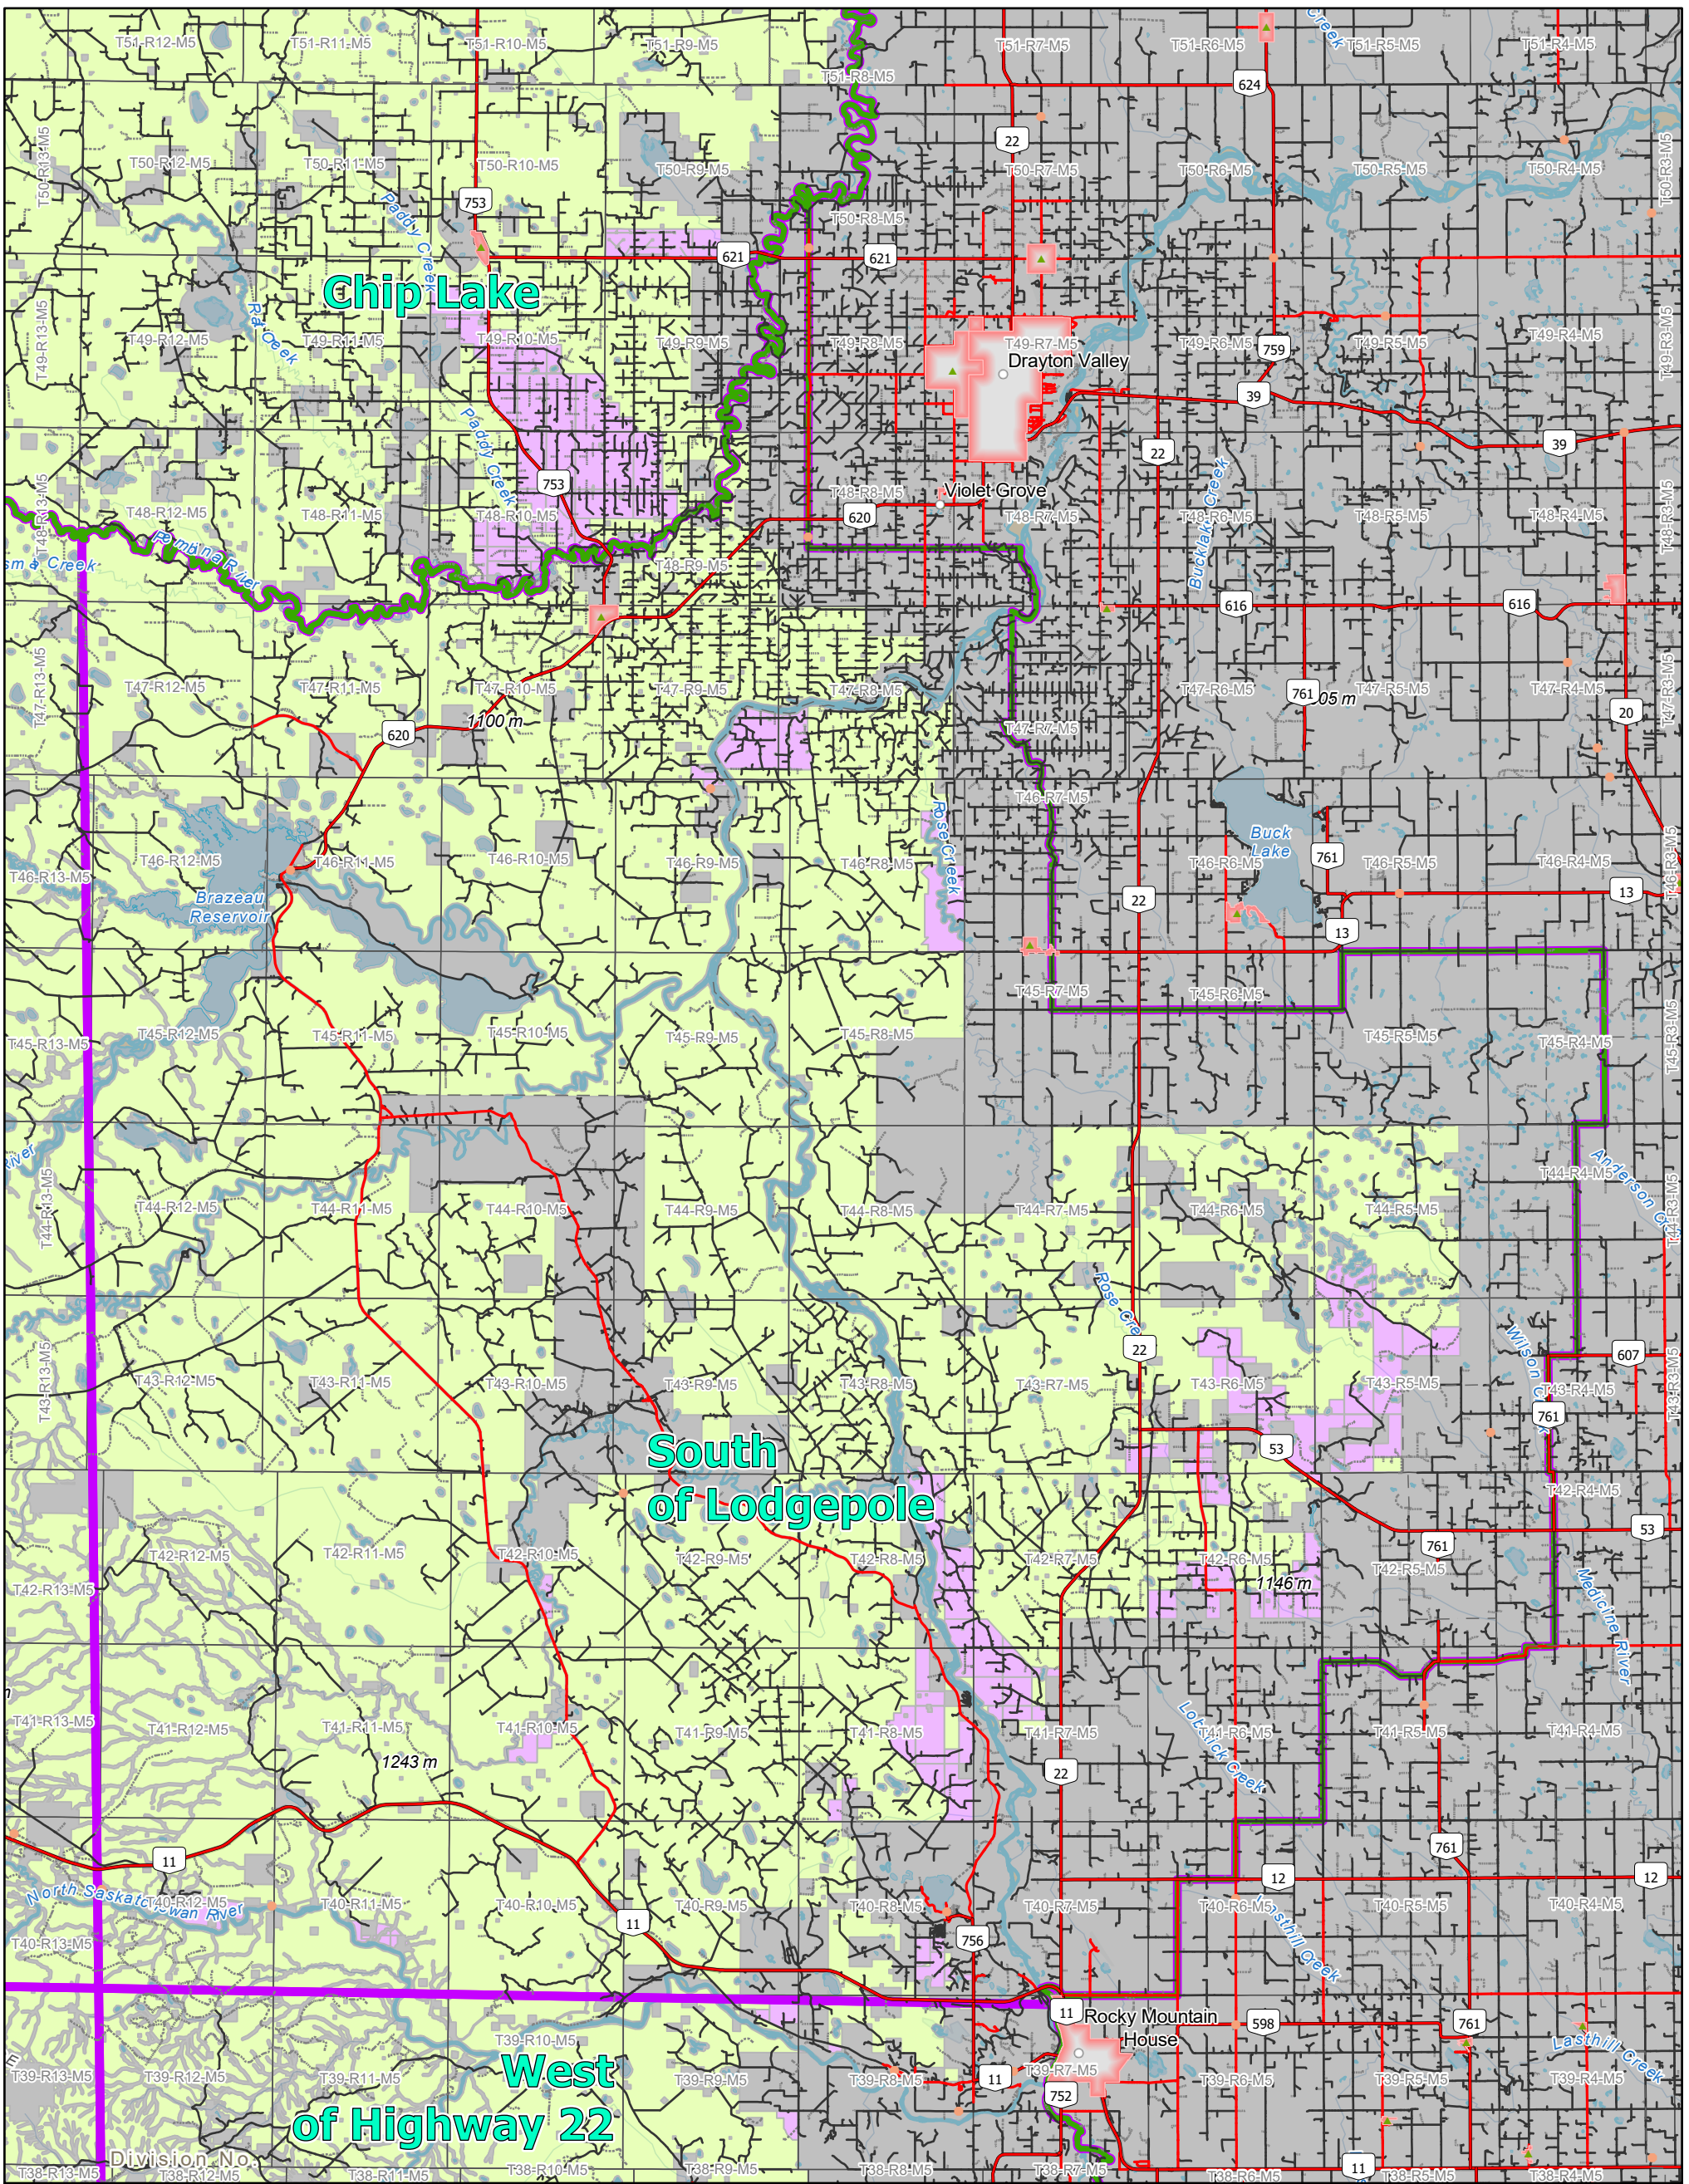 T51-R12-M5
T51-R11-M5
T51-R10-M5
T51-R9-M5
T51-R8-M5
T51-R7-M5
T51-R6-M5
Creek
T51-R5-M5
T51-R4-M5
624
22
T50-R13-M5
T50-R12-M5
T50-R11-M5
T50-R10-M5
T50-R9-M5
T50-R7-M5
T50-R6-M5
T50-R5-M5
T50-R4-M5
T50-R3-M5
753
Paddy Creek
T50-R8-M5
621
621
Chip Lake
Rat Creek
T49-R13-M5
T49-R12-M5
T49-R11-M5
T49-R10-M5
T49-R9-M5
T49-R8-M5
T49-R7-M5
Drayton Valley
T49-R6-M5
759
T49-R5-M5
T49-R4-M5
T49-R3-M5
39
39
22
Paddy Creek
753
Violet Grove
Bucklake Creek
T48-R13-M5
T48-R12-M5
T48-R11-M5
T48-R10-M5
T48-R8-M5
620
T48-R7-M5
T48-R6-M5
T48-R5-M5
T48-R4-M5
T48-R3-M5
Pembina River
Creek
T48-R9-M5
616
616
T47-R13-M5
T47-R12-M5
T47-R11-M5
T47-R10-M5
T47-R9-M5
T47-R8-M5
T47-R6-M5
761
05 m
T47-R5-M5
T47-R4-M5
T47-R3-M5
20
620
1100 m
T47-R7-M5
T46-R7-M5
Rose Creek
Buck
Lake
761
T46-R13-M5
T46-R12-M5
T46-R11-M5
T46-R10-M5
T46-R9-M5
T46-R8-M5
T46-R6-M5
T46-R5-M5
T46-R4-M5
T46-R3-M5
Brazeau
Reservoir
22
13
13
T45-R7-M5
T45-R6-M5
T45-R13-M5
T45-R12-M5
T45-R11-M5
T45-R10-M5
T45-R9-M5
T45-R8-M5
T45-R5-M5
T45-R4-M5
T45-R3-M5
River
T44-R13-M5
T44-R12-M5
T44-R11-M5
T44-R10-M5
T44-R9-M5
T44-R8-M5
T44-R7-M5
T44-R6-M5
T44-R5-M5
T44-R4-M5
T44-R3-M5
Anderson
Rose
22
Wilson
607
T43-R13-M5
T43-R12-M5
T43-R11-M5
T43-R10-M5
T43-R9-M5
T43-R8-M5
T43-R7-M5
T43-R6-M5
T43-R5-M5
T43-R4-M5
T43-R3-M5
761
53
South
of Lodgepole
T42-R4-M5
53
761
T42-R13-M5
T42-R12-M5
T42-R11-M5
T42-R10-M5
T42-R9-M5
T42-R8-M5
T42-R7-M5
T42-R6-M5
T42-R5-M5
1146 m
Medicine River
T41-R13-M5
T41-R12-M5
T41-R11-M5
T41-R10-M5
T41-R9-M5
T41-R8-M5
T41-R7-M5
T41-R6-M5
T41-R5-M5
T41-R4-M5
Lobstick Creek
1243 m
22
761
11
12
12
North Saskatchewan River
T40-R13-M5
T40-R12-M5
T40-R11-M5
T40-R10-M5
T40-R9-M5
T40-R8-M5
T40-R7-M5
T40-R6-M5
T40-R5-M5
T40-R4-M5
Lasthill Creek
11
756
11
Rocky Mountain
House
598
761
Lasthill Creek
T39-R13-M5
T39-R12-M5
T39-R11-M5
T39-R10-M5
T39-R9-M5
T39-R8-M5
T39-R7-M5
T39-R6-M5
T39-R5-M5
T39-R4-M5
11
752
West
of Highway 22
Division No.
T38-R13-M5
T38-R12-M5
T38-R11-M5
T38-R10-M5
T38-R9-M5
T38-R8-M5
T38-R7-M5
T38-R6-M5
11
T38-R5-M5
T38-R4-M5